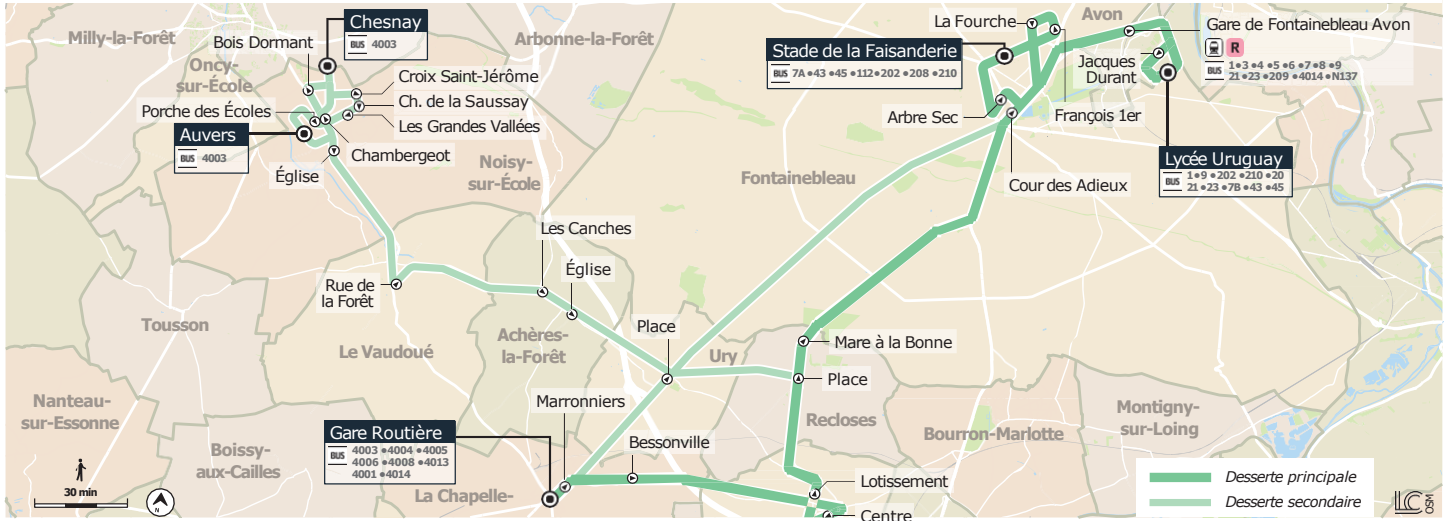 Milly-la-Forêt
Chesnay
BUS 4003
Arbonne-la-Forêt
Bois Dormant
Oncy-
sur-École
Croix Saint-Jérôme
Ch. de la Saussay
Porche des Écoles
Les Grandes Vallées
Auvers
BUS 4003
Chambergeot
Église
Noisy-
sur-École
La Fourche
Avon
Gare de Fontainebleau Avon
R
BUS 1•3•4•5•6•7•8•9
21•23•209•4014•N137
Stade de la Faisanderie
BUS 7A•43•45•112•202•208•210
Jacques
Durant
Arbre Sec
François 1er
Lycée Uruguay
BUS 1•9•202•210•20
21•23•7B•43•45
Fontainebleau
Cour des Adieux
Les Canches
Église
Rue de
la Forêt
Tousson
Le Vaudoué
Achères-
la-Forêt
Place
Ury
Mare à la Bonne
Place
Marronniers
Recloses
Nanteau-
sur-Essonne
Boissy-
aux-Cailles
Gare Routière
BUS 4003•4004•4005
4006•4008•4013
4001•4014
Bessonville
Bourron-Marlotte
Montigny-
sur-Loing
La Chapelle-
Lotissement
Centre
30 min
N
Desserte principale
Desserte secondaire
LC
OSM